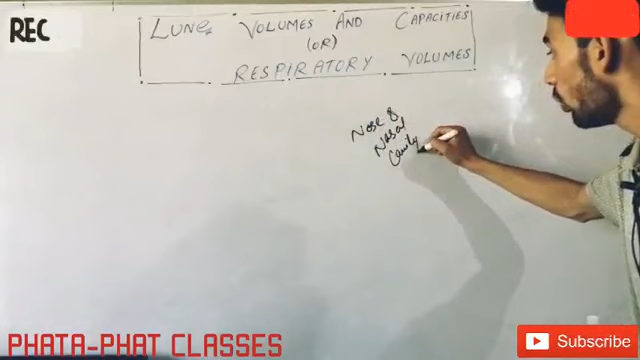 REC
LUNG VOLUMES AND CAPACITIES
(OR)
RESPIRATORY VOLUMES
Nose &
Nasal
Cavity
PHATA-PHAT CLASSES
Subscribe